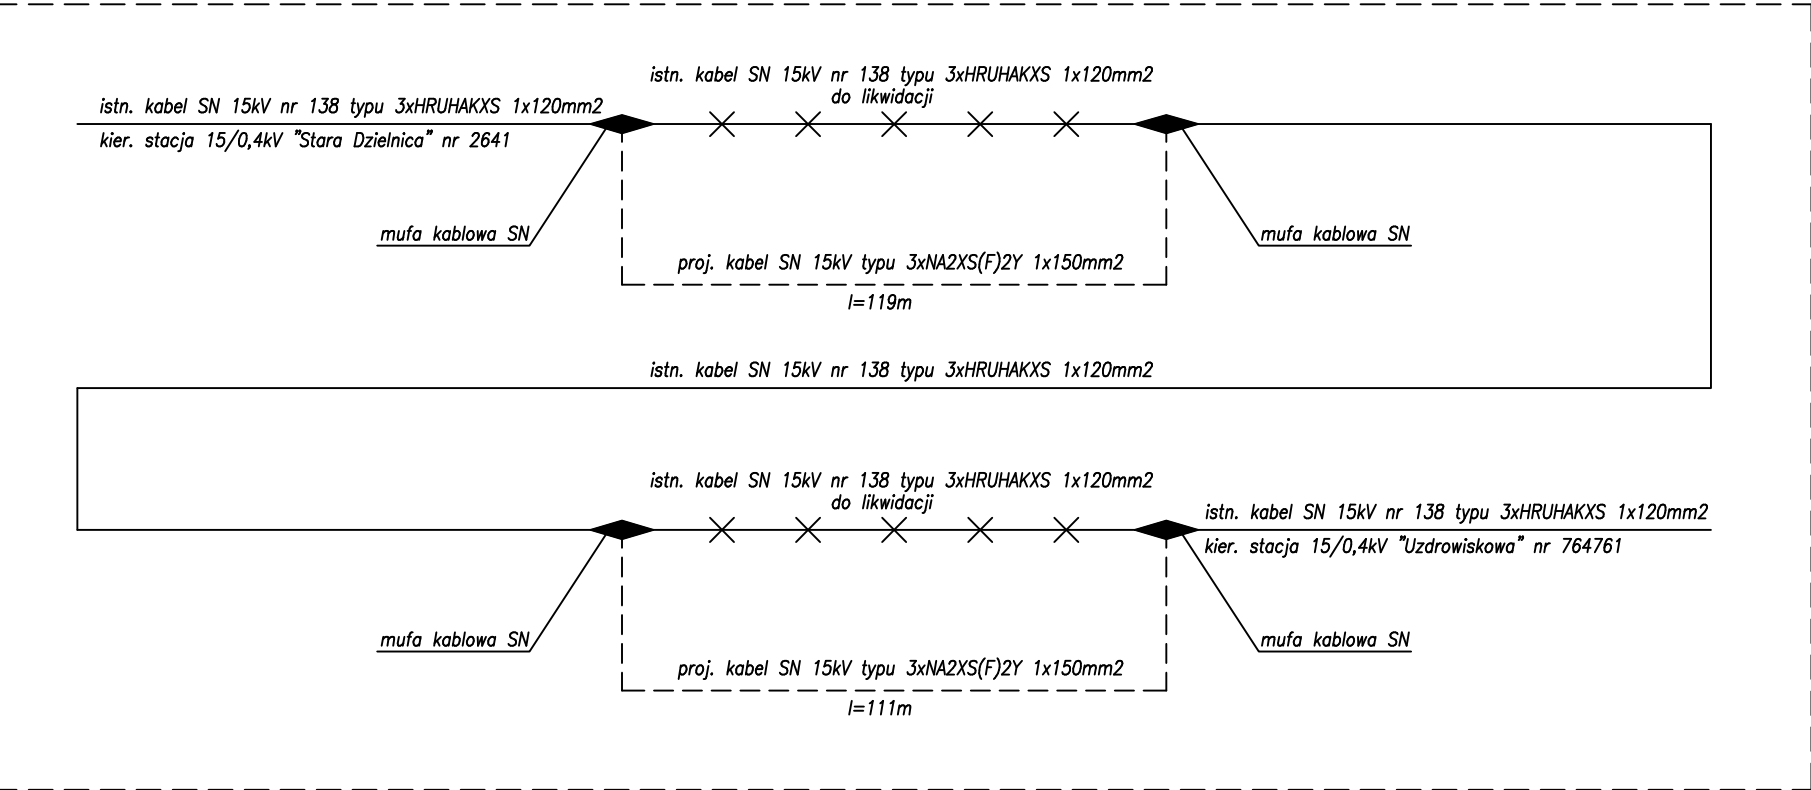 istn. kabel SN 15kV nr 138 typu 3xHRUHAKXS 1x120mm2
do likwidacji
istn. kabel SN 15kV nr 138 typu 3xHRUHAKXS 1x120mm2
kier. stacja 15/0,4kV "Stara Dzielnica" nr 2641
mufa kablowa SN
mufa kablowa SN
proj. kabel SN 15kV typu 3xNA2XS(F)2Y 1x150mm2
l=119m
istn. kabel SN 15kV nr 138 typu 3xHRUHAKXS 1x120mm2
istn. kabel SN 15kV nr 138 typu 3xHRUHAKXS 1x120mm2
do likwidacji
istn. kabel SN 15kV nr 138 typu 3xHRUHAKXS 1x120mm2
kier. stacja 15/0,4kV "Uzdrowiskowa" nr 764761
mufa kablowa SN
mufa kablowa SN
proj. kabel SN 15kV typu 3xNA2XS(F)2Y 1x150mm2
l=111m